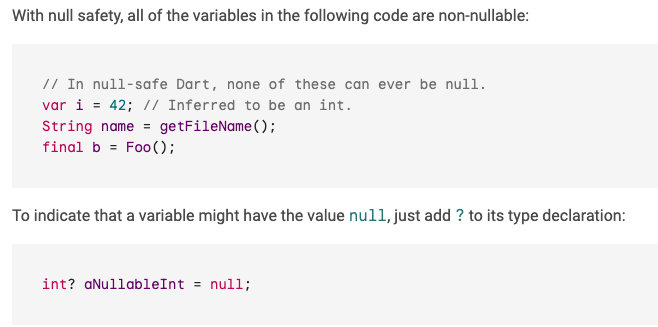 With null safety, all of the variables in the following code are non-nullable:
// In null-safe Dart, none of these can ever be null.
var i = 42; // Inferred to be an int.
String name = getFileName();
final b = Foo();
To indicate that a variable might have the value null, just add ? to its type declaration:
int? aNullableInt = null;